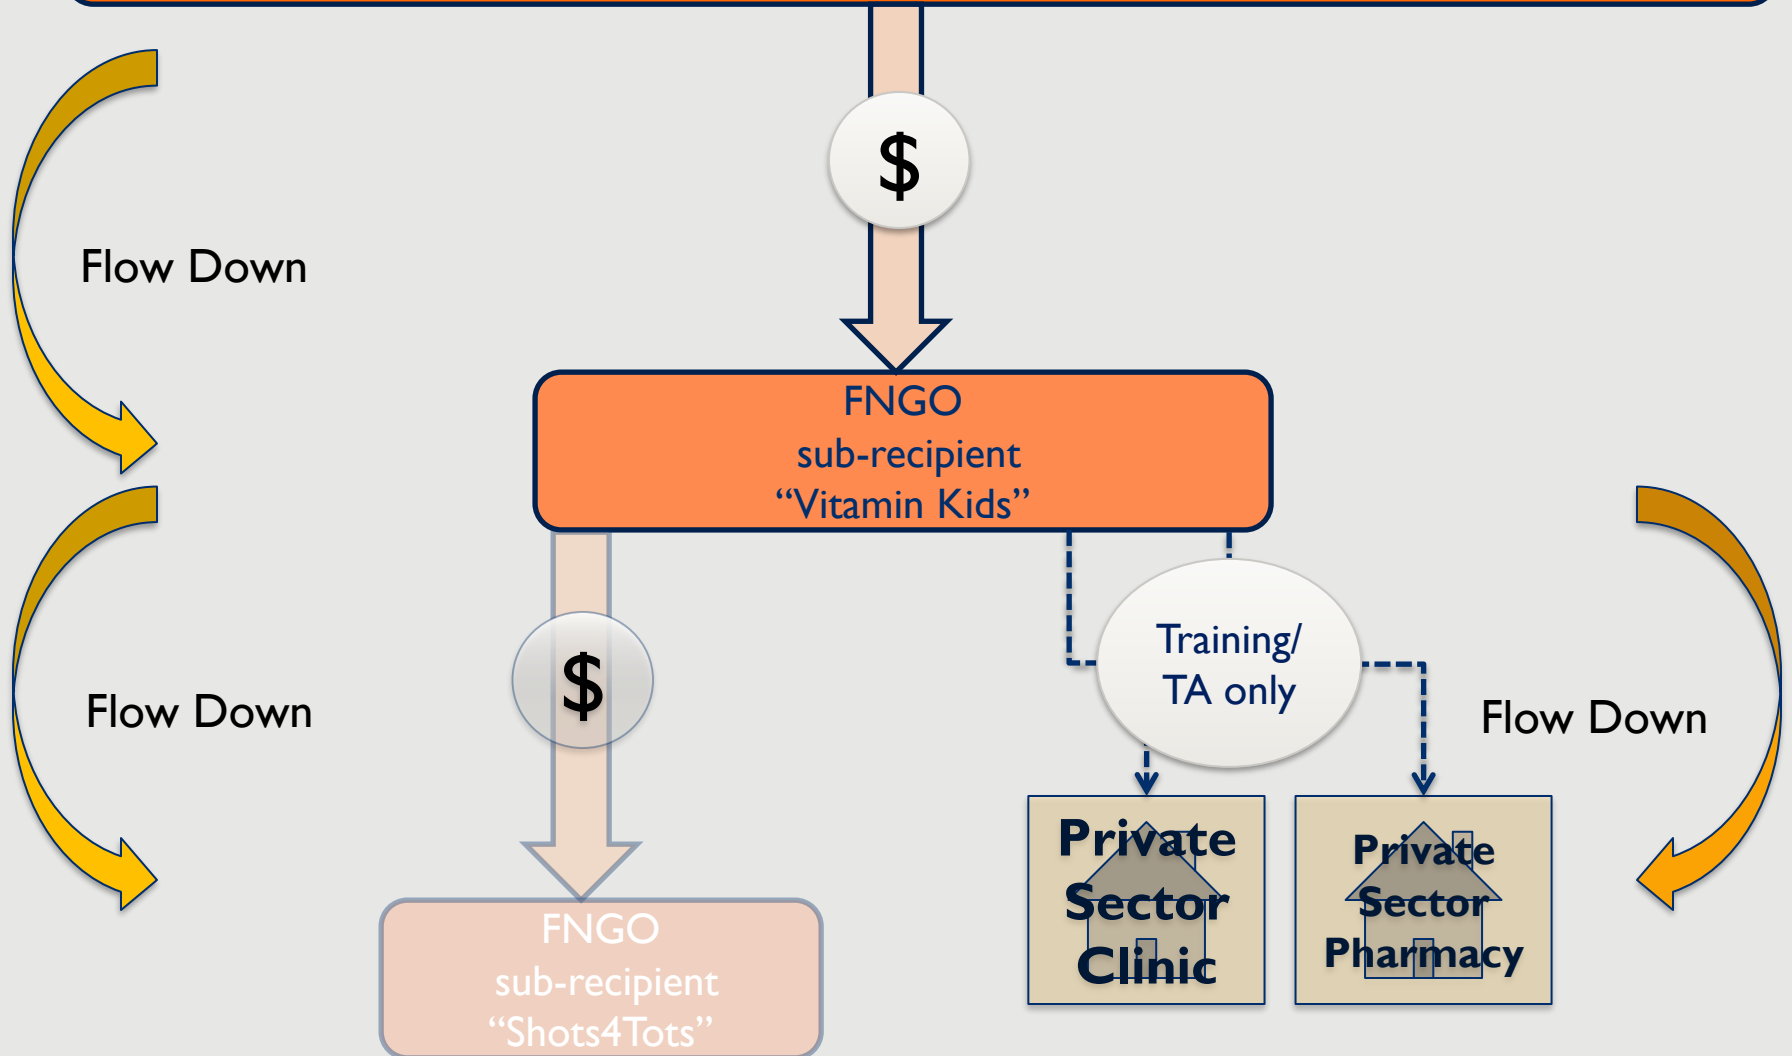 $
Flow Down
FNGO
sub-recipient
“Vitamin Kids”
$
Training/
TA only
Flow Down
Flow Down
Private
Sector
Clinic
Private
Sector
Pharmacy
FNGO
sub-recipient
“Shots4Tots”